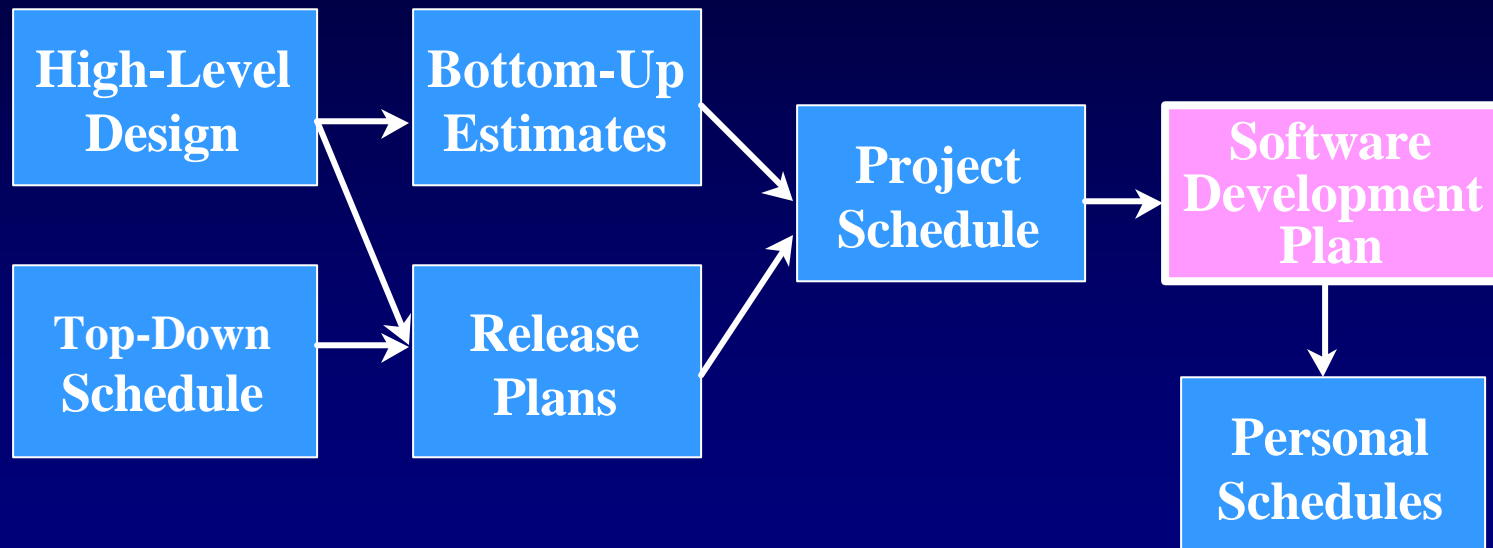 High-Level
Design
Bottom-Up
Estimates
Project
Schedule
Software
Development
Plan
Top-Down
Schedule
Release
Plans
Personal
Schedules